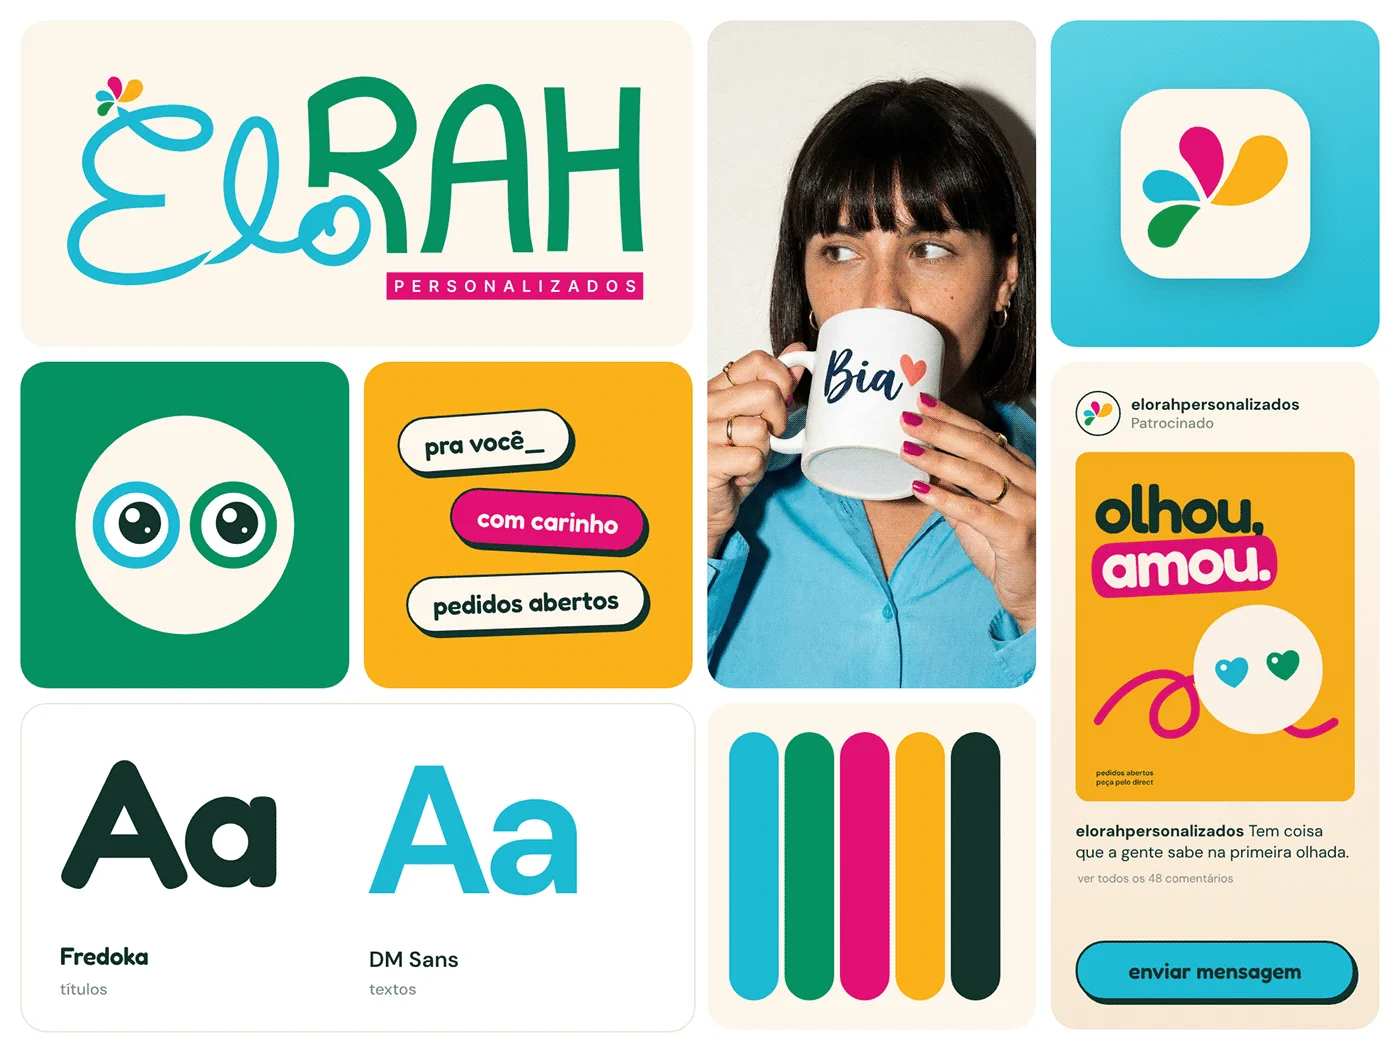 EloRAH
PERSONALIZADOS
Bia
pra você_
com carinho
pedidos abertos
elorahpersonalizados
Patrocinado
olhou,
amou.
pedidos abertos
peça pelo direct
elorahpersonalizados Tem coisa
que a gente sabe na primeira olhada.
ver todos os 48 comentários
enviar mensagem
Aa
Fredoka
títulos
Aa
DM Sans
textos